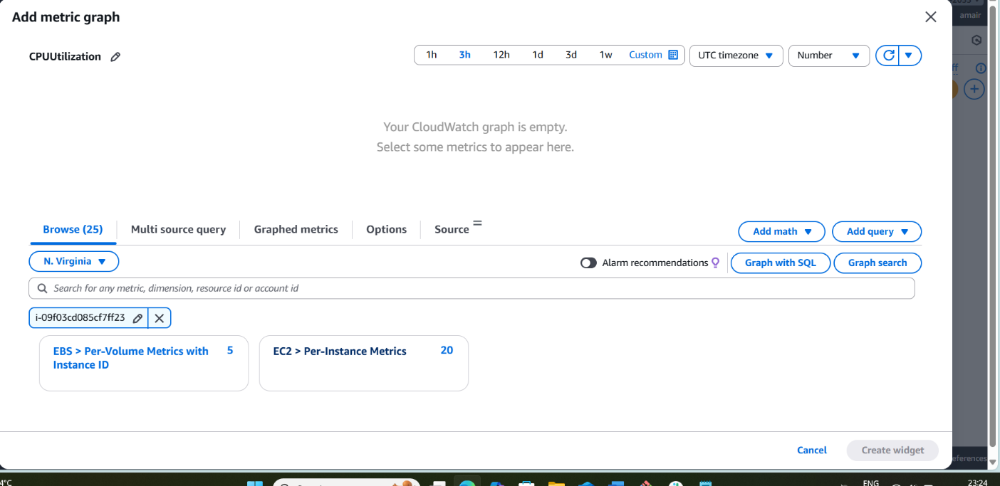 Add metric graph
amair
CPUUtilization
1h 3h 12h 1d 3d 1w Custom UTC timezone Number
Your CloudWatch graph is empty.
Select some metrics to appear here.
Browse (25) Multi source query Graphed metrics Options Source Add math Add query
N. Virginia Alarm recommendations Graph with SQL Graph search
Search for any metric, dimension, resource id or account id
i-09f03cd085cf7ff23
EBS > Per-Volume Metrics with Instance ID 5
EC2 > Per-Instance Metrics 20
Cancel Create widget
eferences
4°C ENG 23:24